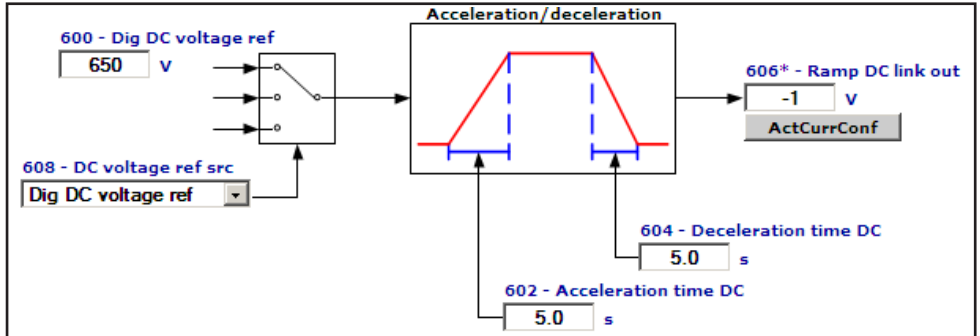 Acceleration/deceleration
600 - Dig DC voltage ref
650 V
606* - Ramp DC link out
-1 V
ActCurrConf
608 - DC voltage ref src
Dig DC voltage ref
604 - Deceleration time DC
5.0 s
602 - Acceleration time DC
5.0 s